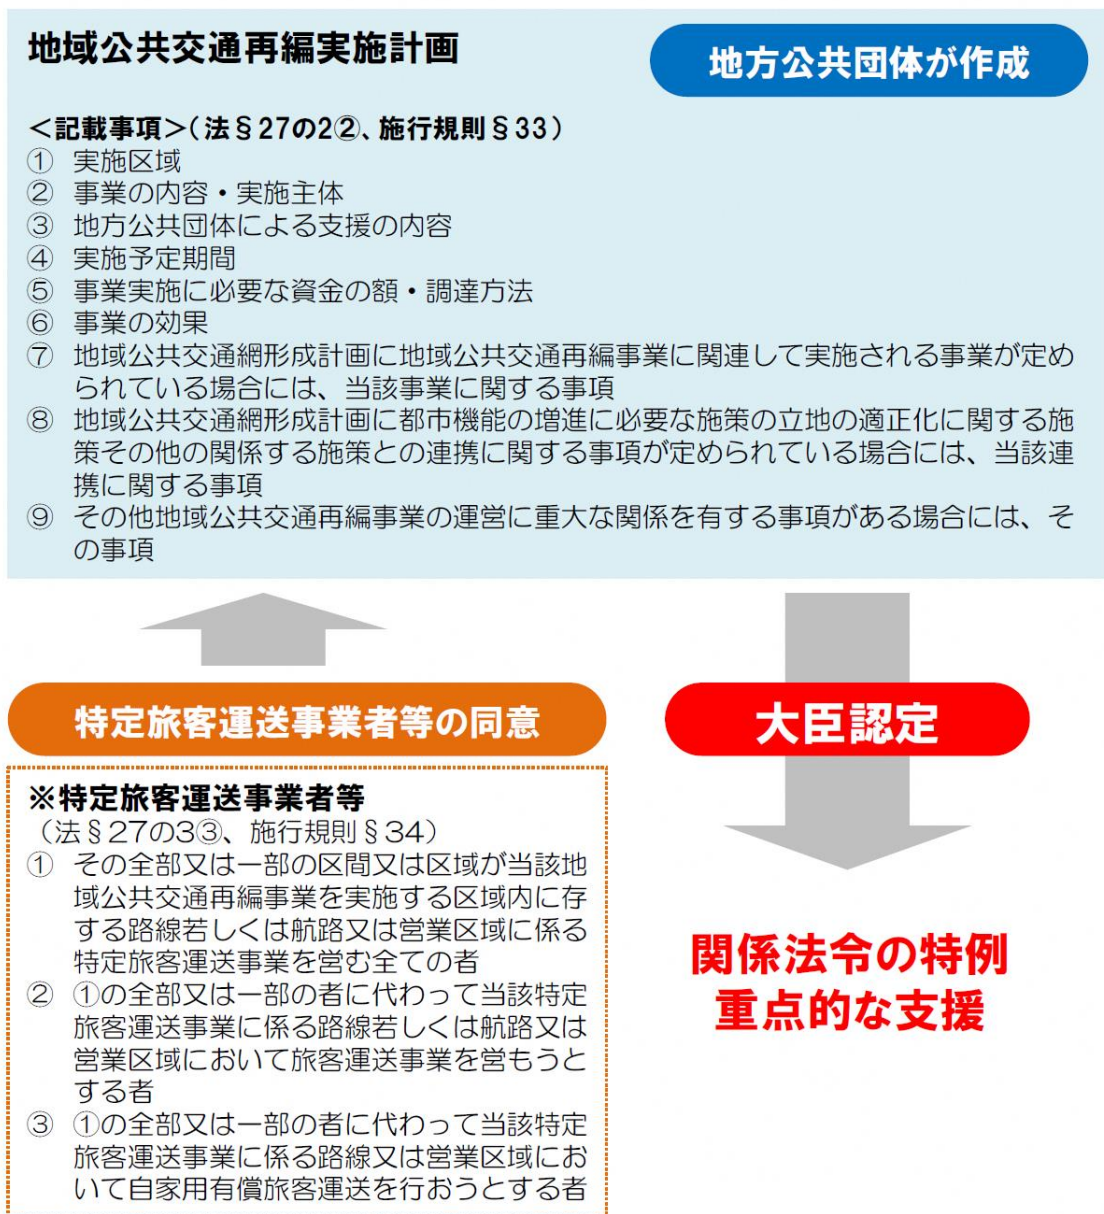 地域公共交通再編実施計画
地方公共団体が作成
＜記載事項＞（法§27の2②、施行規則§33）
① 実施区域
② 事業の内容・実施主体
③ 地方公共団体による支援の内容
④ 実施予定期間
⑤ 事業実施に必要な資金の額・調達方法
⑥ 事業の効果
⑦ 地域公共交通網形成計画に地域公共交通再編事業に関連して実施される事業が定め
られている場合には、当該事業に関する事項
⑧ 地域公共交通網形成計画に都市機能の増進に必要な施策の立地の適正化に関する施
策その他の関係する施策との連携に関する事項が定められている場合には、当該連
携に関する事項
⑨ その他地域公共交通再編事業の運営に重大な関係を有する事項がある場合には、そ
の事項
特定旅客運送事業者等の同意
※特定旅客運送事業者等
（法§27の3③、施行規則§34）
① その全部又は一部の区間又は区域が当該地
域公共交通再編事業を実施する区域内に存
する路線若しくは航路又は営業区域に係る
特定旅客運送事業を営む全ての者
② ①の全部又は一部の者に代わって当該特定
旅客運送事業に係る路線若しくは航路又は
営業区域において旅客運送事業を営もうと
する者
③ ①の全部又は一部の者に代わって当該特定
旅客運送事業に係る路線又は営業区域にお
いて自家用有償旅客運送を行おうとする者
大臣認定
関係法令の特例
重点的な支援